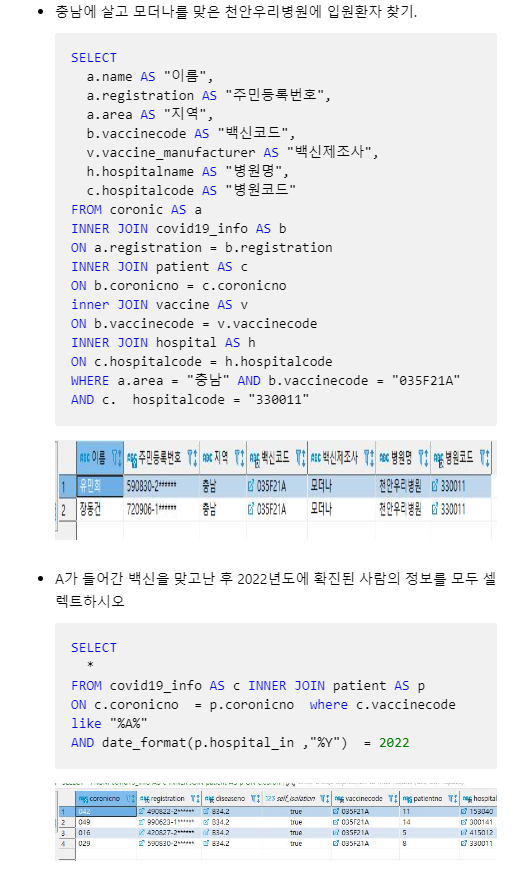 • 충남에 살고 모더나를 맞은 천안우리병원에 입원환자 찾기.
SELECT
a.name AS "이름",
a.registration AS "주민등록번호",
a.area AS "지역",
b.vaccinecode AS "백신코드",
v.vaccine_manufacturer AS "백신제조사",
h.hospitalname AS "병원명",
c.hospitalcode AS "병원코드"
FROM coronic AS a
INNER JOIN covid19_info AS b
ON a.registration = b.registration
INNER JOIN patient AS c
ON b.coronicno = c.coronicno
inner JOIN vaccine AS v
ON b.vaccinecode = v.vaccinecode
INNER JOIN hospital AS h
ON c.hospitalcode = h.hospitalcode
WHERE a.area = "충남" AND b.vaccinecode = "035F21A"
AND c.  hospitalcode = "330011"
ABC 이름 ABC 주민등록번호 ABC 지역 ABC 백신코드 ABC 백신제조사 ABC 병원명 ABC 병원코드
1 유민희 590830-2****** 충남 035F21A 모더나 천안우리병원 330011
2 장동건 720906-1****** 충남 035F21A 모더나 천안우리병원 330011
• A가 들어간 백신을 맞고난 후 2022년도에 확진된 사람의 정보를 모두 셀
렉트하시오
SELECT
*
FROM covid19_info AS c INNER JOIN patient AS p
ON c.coronicno  = p.coronicno  where c.vaccinecode
like "%A%"
AND date_format(p.hospital_in ,"%Y")  = 2022
coronicno registration diseaseno 123 self_isolation vaccinecode patientno hospital
1 042 490822-2****** B34.2 true 035F21A 11 153040
2 049 990623-1****** B34.2 true 035F21A 14 300141
3 016 420827-2****** B34.2 true 035F21A 5 415012
4 029 590830-2****** B34.2 true 035F21A 8 330011